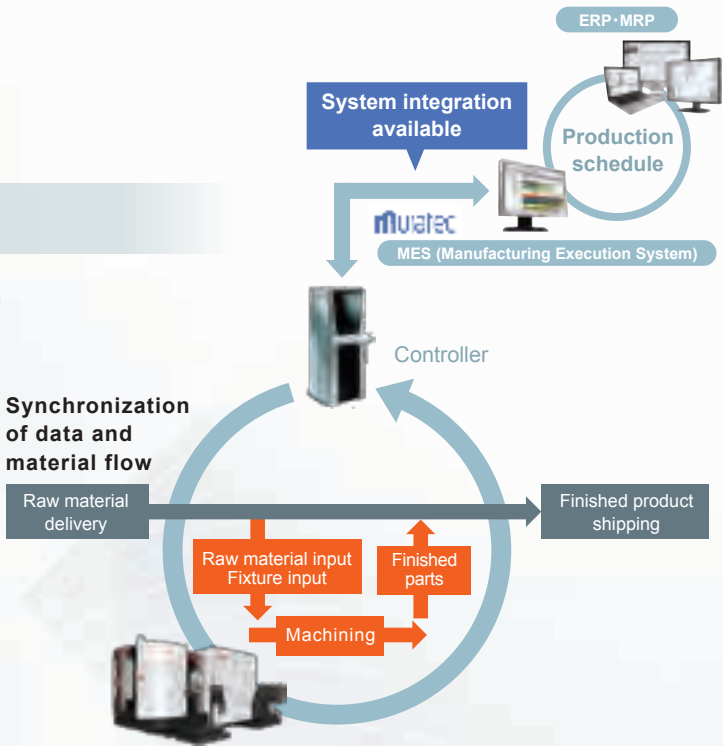 ERP・MRP
System integration
available
Production
schedule
muratec
MES (Manufacturing Execution System)
Controller
Synchronization
of data and
material flow
Raw material
delivery
Finished product
shipping
Raw material input
Fixture input
Finished
parts
Machining